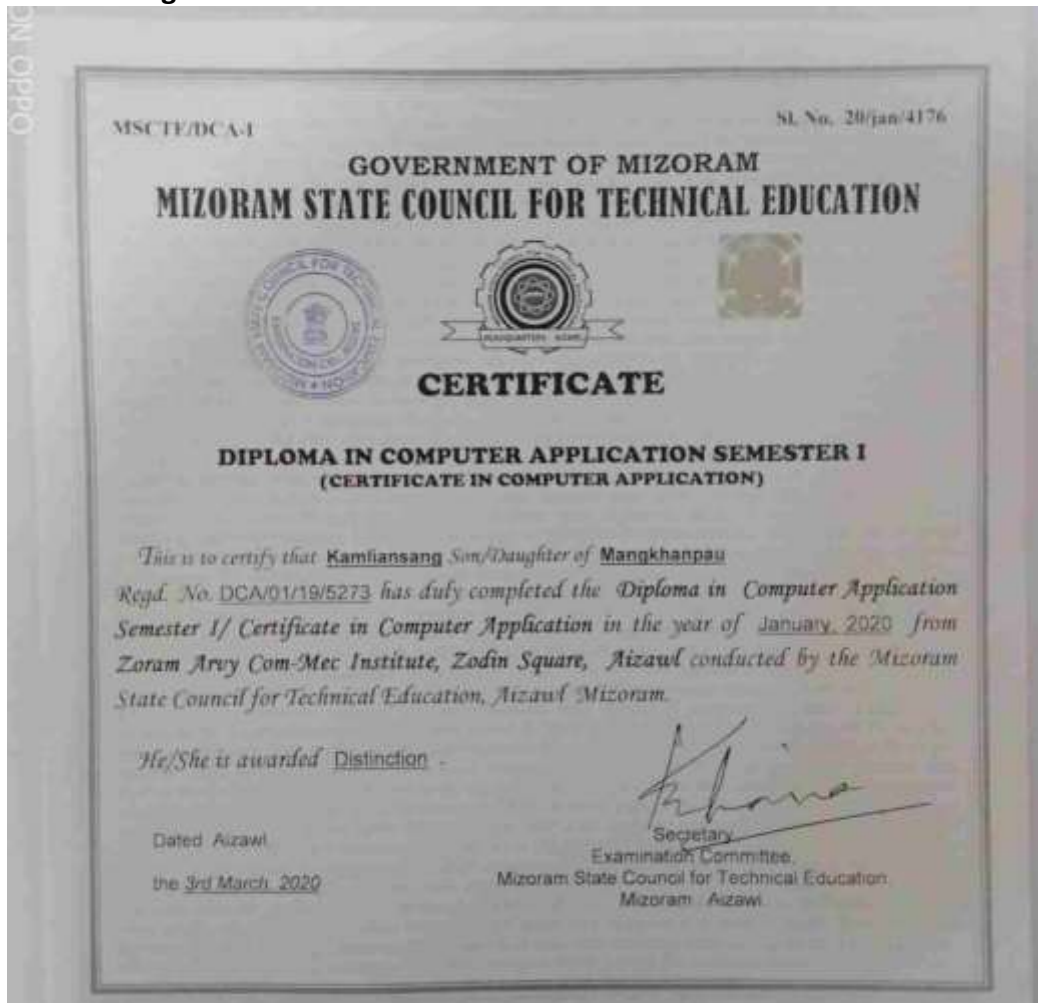 MSCTE/DCA-I
Sl. No. 20/jan/4176
GOVERNMENT OF MIZORAM
MIZORAM STATE COUNCIL FOR TECHNICAL EDUCATION
CERTIFICATE
DIPLOMA IN COMPUTER APPLICATION SEMESTER I
(CERTIFICATE IN COMPUTER APPLICATION)
This is to certify that Kamliansang Son/Daughter of Mangkhanpau
Regd. No. DCA/01/19/5273 has duly completed the Diploma in Computer Application
Semester I/ Certificate in Computer Application in the year of January, 2020 from
Zoram Arvy Com-Mec Institute, Zodin Square, Aizawl conducted by the Mizoram
State Council for Technical Education, Aizawl Mizoram.
He/She is awarded Distinction .
Dated Aizawl
the 3rd March 2020
Secretary
Examination Committee,
Mizoram State Council for Technical Education
Mizoram : Aizawl
OPPO